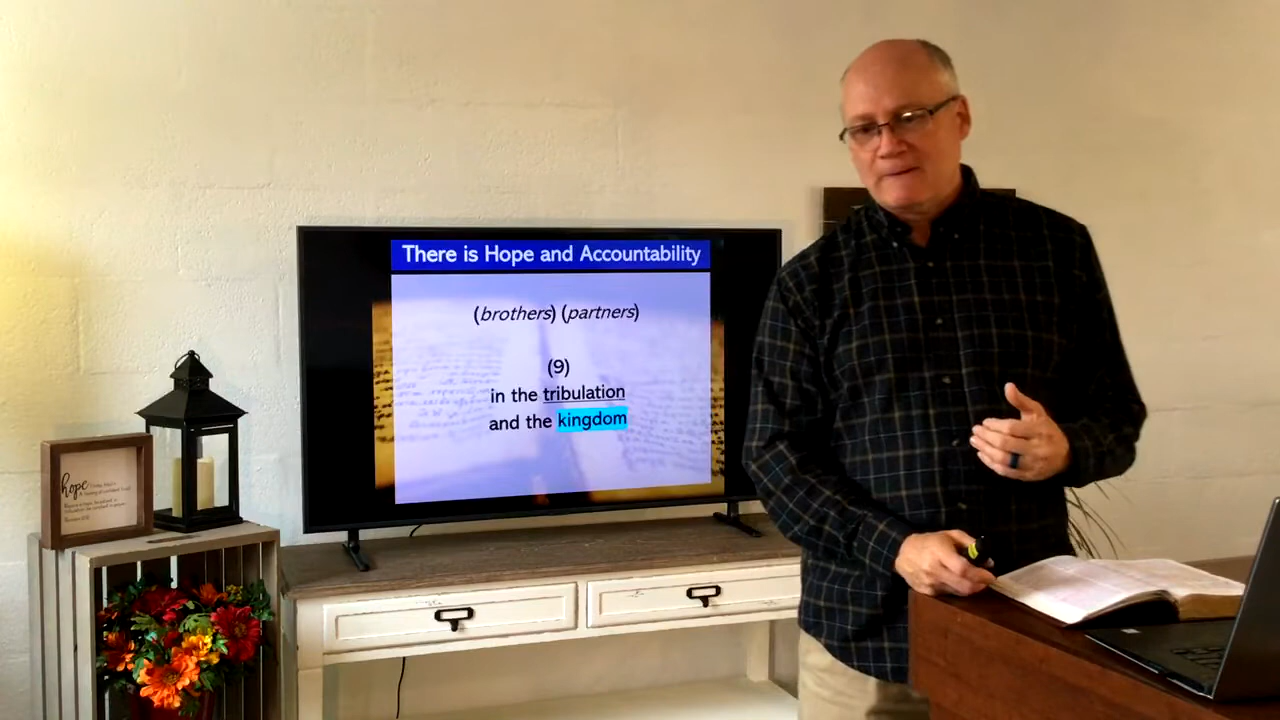 There is Hope and Accountability
(brothers) (partners)
(9)
in the tribulation
and the kingdom
hope